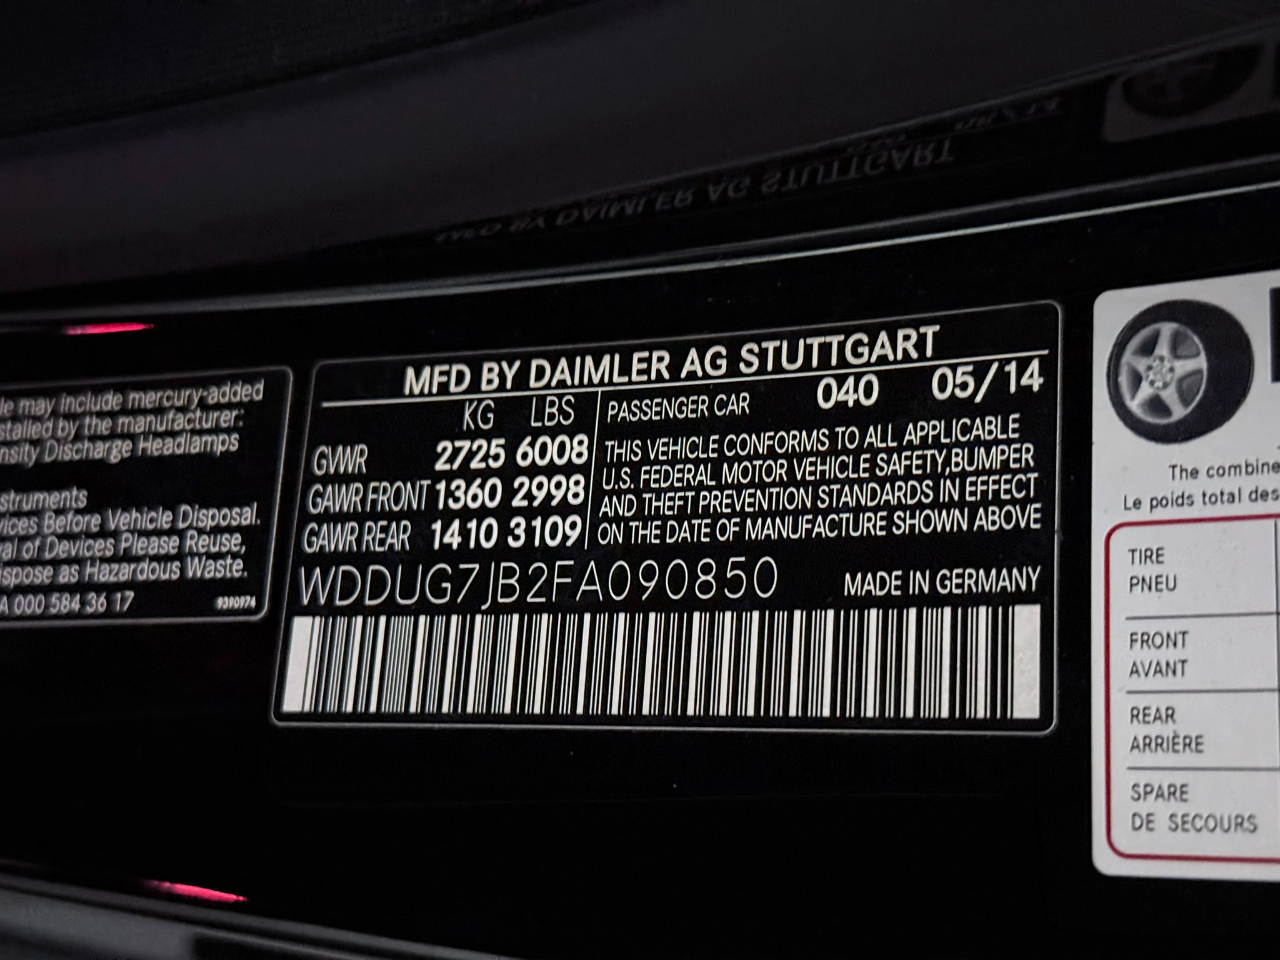 le may include mercury-added
stalled by the manufacturer:
nsity Discharge Headlamps
struments
vices Before Vehicle Disposal.
val of Devices Please Reuse,
ispose as Hazardous Waste.
A 000 584 36 17
9390974
MFD BY DAIMLER AG STUTTGART
KG LBS
GVWR 2725 6008
GAWR FRONT 1360 2998
GAWR REAR 1410 3109
PASSENGER CAR 040 05/14
THIS VEHICLE CONFORMS TO ALL APPLICABLE
U.S. FEDERAL MOTOR VEHICLE SAFETY,BUMPER
AND THEFT PREVENTION STANDARDS IN EFFECT
ON THE DATE OF MANUFACTURE SHOWN ABOVE
WDDUG7JB2FA090850 MADE IN GERMANY
The combine
Le poids total des
TIRE
PNEU
FRONT
AVANT
REAR
ARRIÈRE
SPARE
DE SECOURS